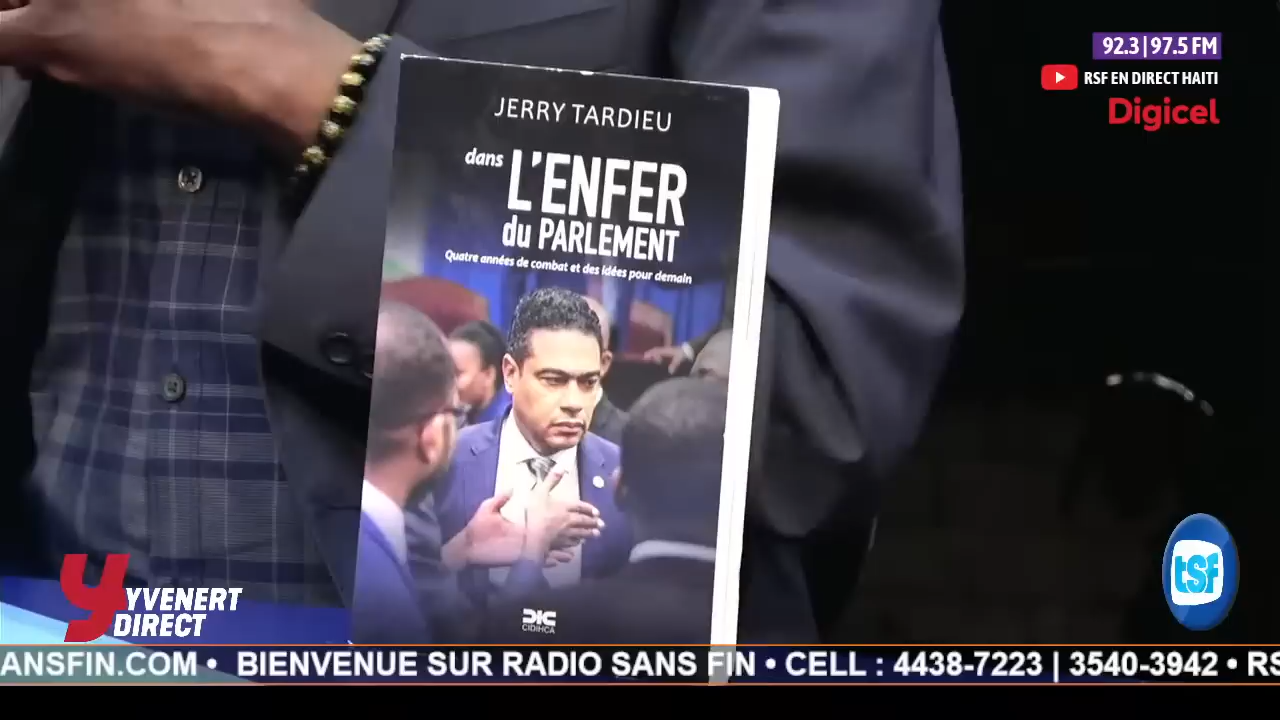 92.3|97.5 FM
RSF EN DIRECT HAITI
Digicel
JERRY TARDIEU
dans L'ENFER
du PARLEMENT
Quatre années de combat et des idées pour demain
CIDIHCA
Y
YVENERT
DIRECT
tsf
ANSFIN.COM • BIENVENUE SUR RADIO SANS FIN • CELL : 4438-7223 | 3540-3942 • RS